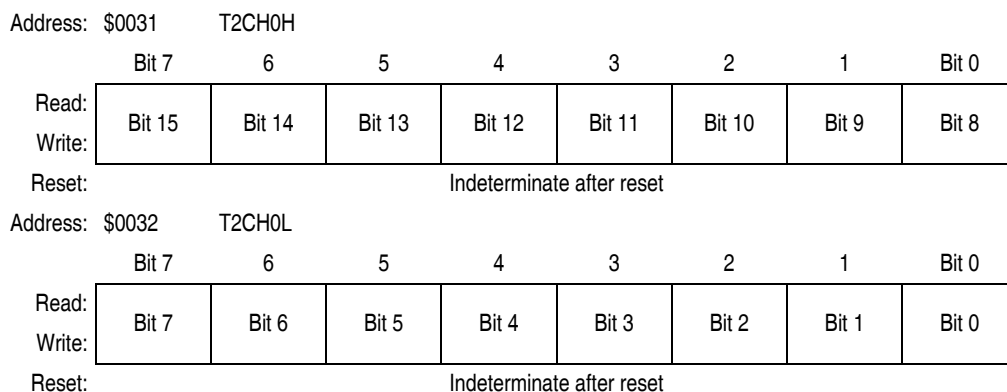 Address: $0031 T2CH0H
Bit 7 6 5 4 3 2 1 Bit 0
Read:
Bit 15 Bit 14 Bit 13 Bit 12 Bit 11 Bit 10 Bit 9 Bit 8
Write:
Reset: Indeterminate after reset
Address: $0032 T2CH0L
Bit 7 6 5 4 3 2 1 Bit 0
Read:
Bit 7 Bit 6 Bit 5 Bit 4 Bit 3 Bit 2 Bit 1 Bit 0
Write:
Reset: Indeterminate after reset